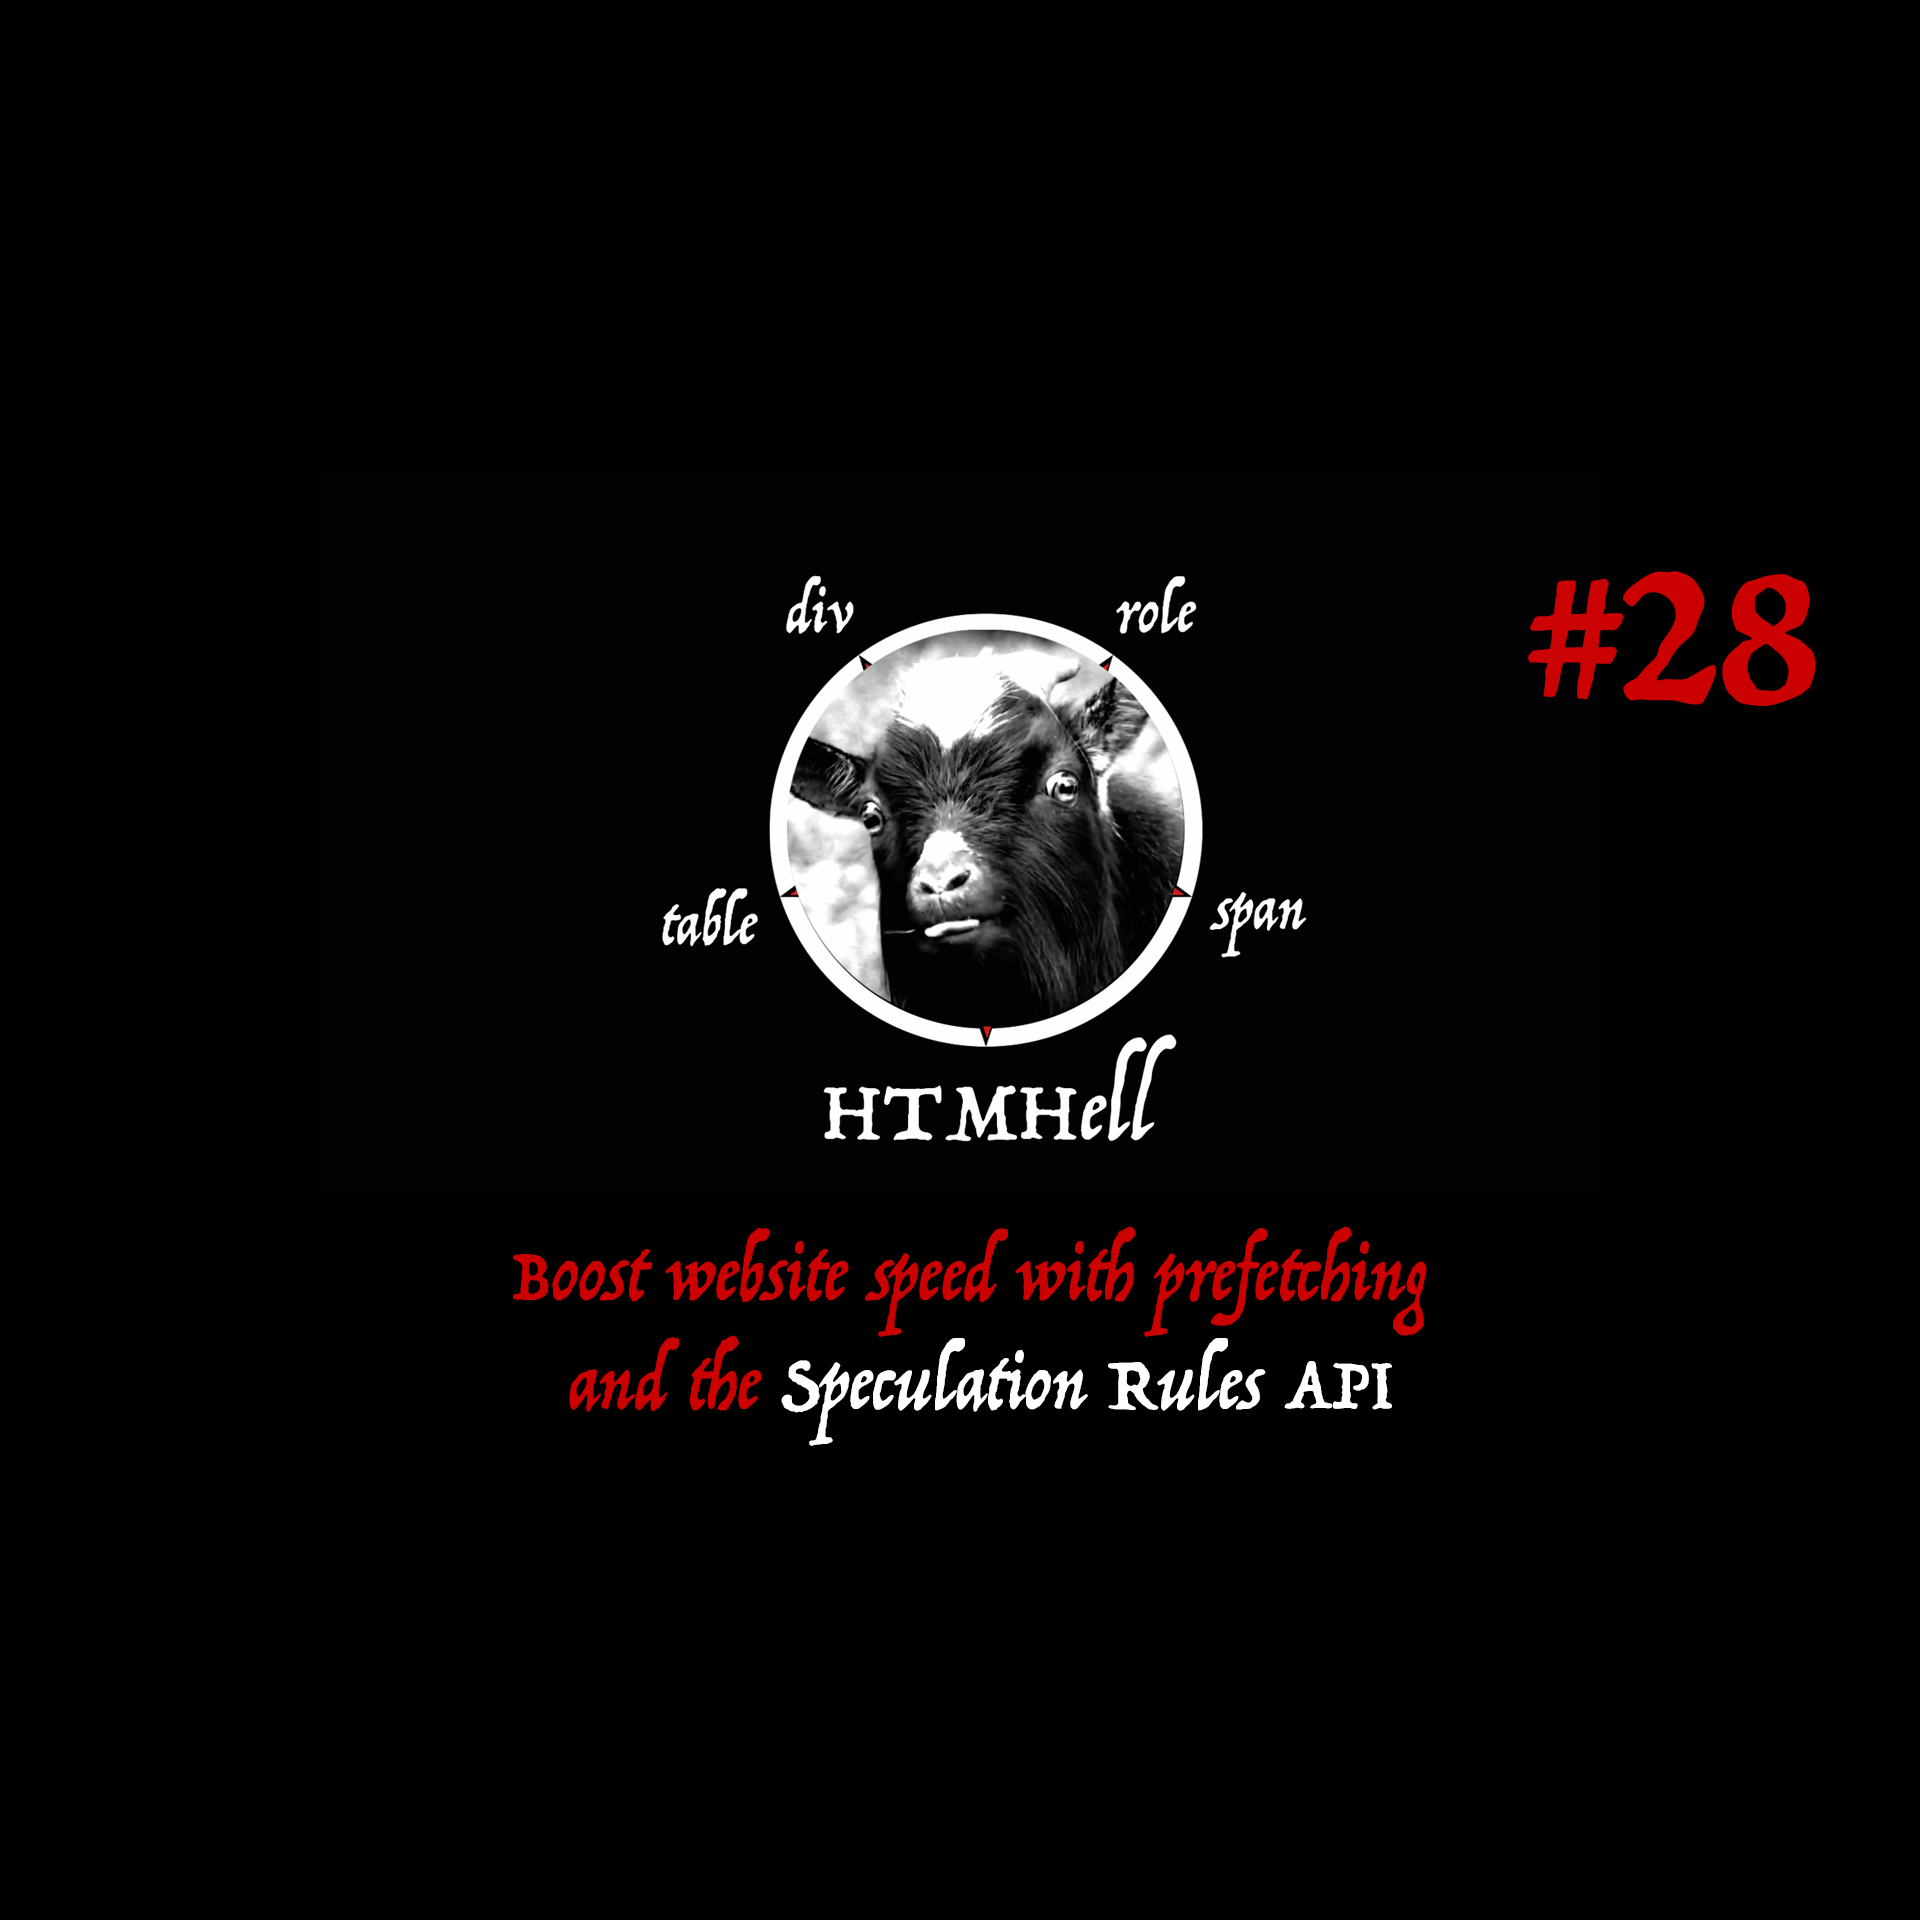 div
role
#28
table
span
HTMHell
Boost website speed with prefetching
and the Speculation Rules API